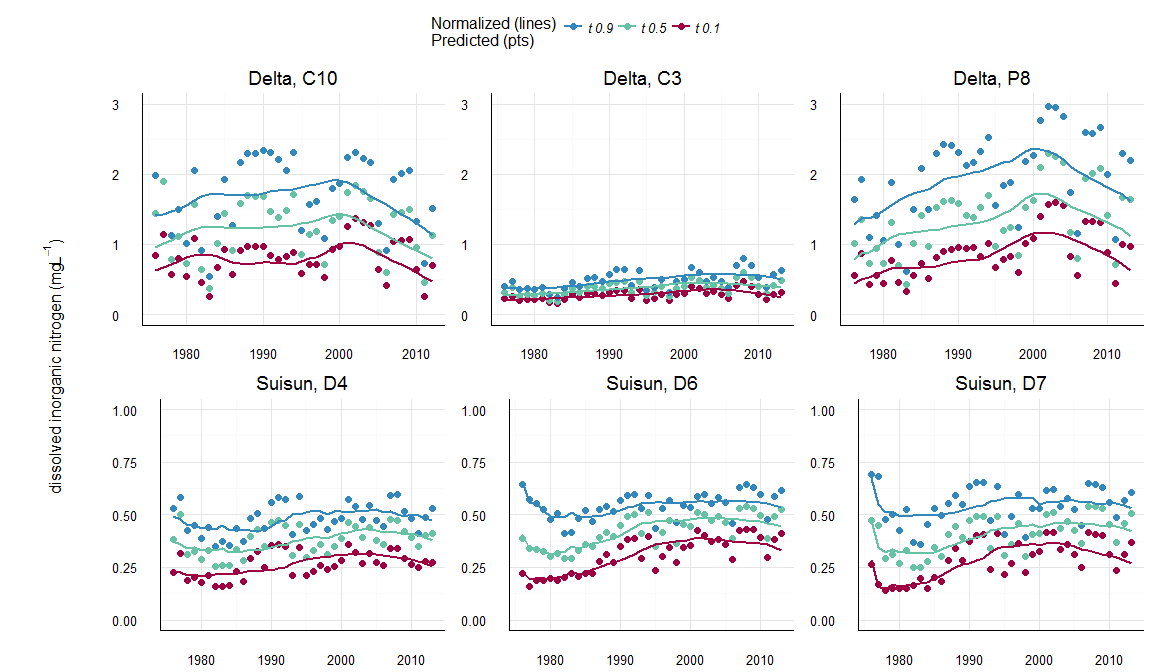 Normalized (lines)
Predicted (pts)
t 0.9 t 0.5 t 0.1
dissolved inorganic nitrogen (mgL⁻¹)
Delta, C10 Delta, C3 Delta, P8
3 3 3
2 2 2
1 1 1
0 0 0
1980 1990 2000 2010 1980 1990 2000 2010 1980 1990 2000 2010
Suisun, D4 Suisun, D6 Suisun, D7
1.00 1.00 1.00
0.75 0.75 0.75
0.50 0.50 0.50
0.25 0.25 0.25
0.00 0.00 0.00
1980 1990 2000 2010 1980 1990 2000 2010 1980 1990 2000 2010